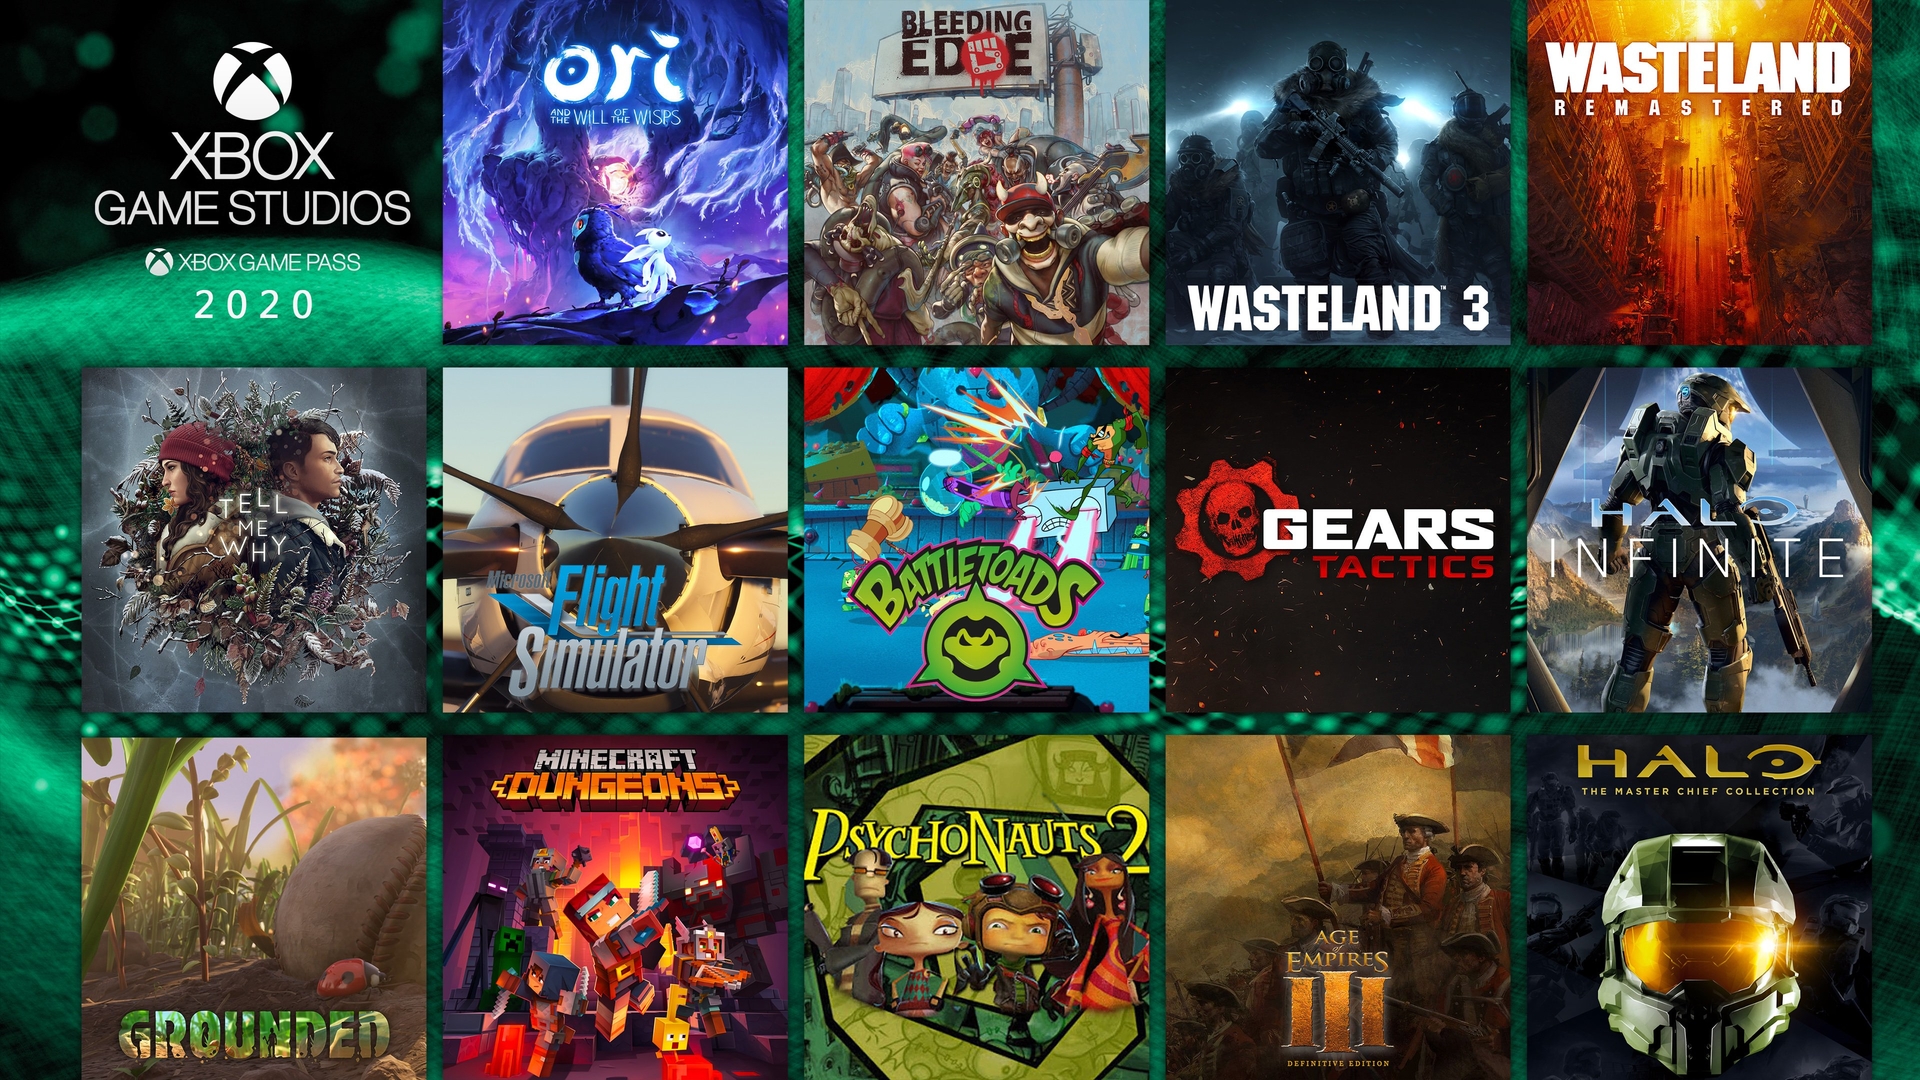 XBOX
GAME STUDIOS
XBOX GAME PASS
2020
ori
AND THE WILL OF THE WISPS
BLEEDING
EDGE
WASTELAND™ 3
WASTELAND
REMASTERED
TELL
ME
WHY
Microsoft
Flight
Simulator
BATTLETOADS
GEARS
TACTICS
HALO
INFINITE
GROUNDED
MINECRAFT
DUNGEONS
PSYCHONAUTS 2
AGE
of
EMPIRES
III
DEFINITIVE EDITION
HALO
THE MASTER CHIEF COLLECTION